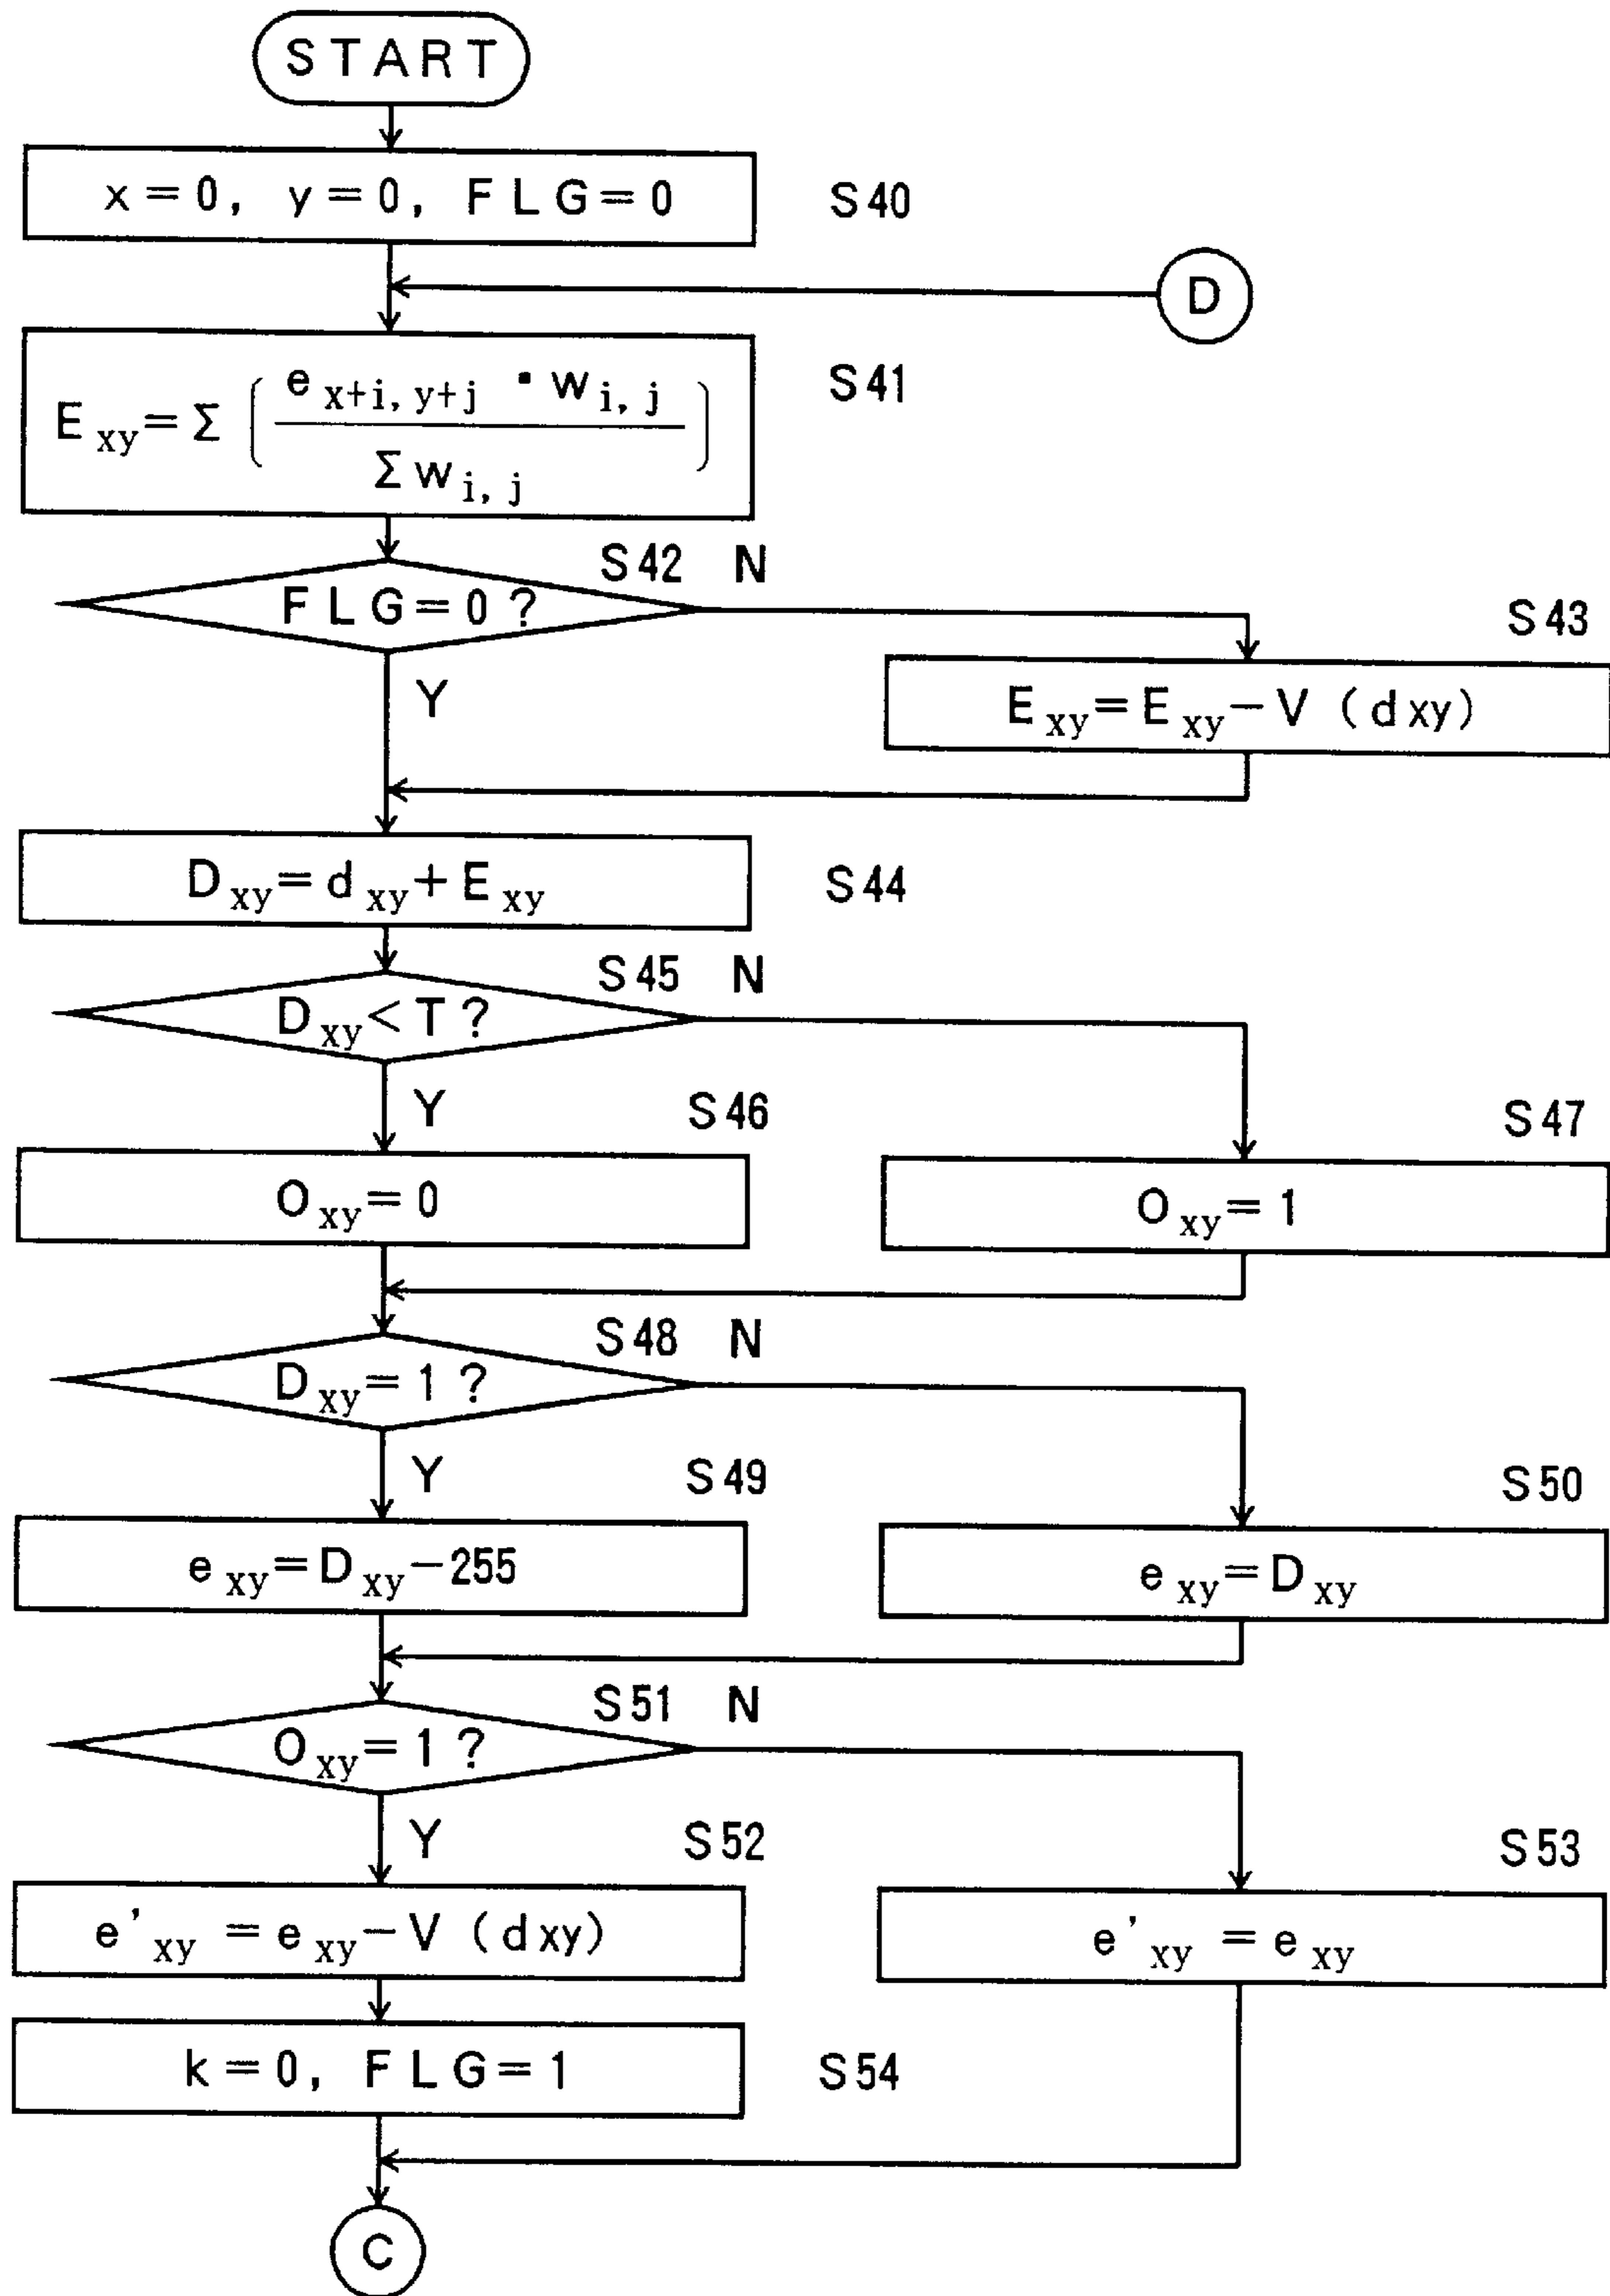 START
x=0, y=0, FLG=0
S40
D
E xy = Σ ( e x+i, y+j ▪ w i, j / Σ w i, j )
S41
S42 N
FLG=0?
S43
Y
E xy = E xy − V (dxy)
D xy = d xy + E xy
S44
S45 N
D xy < T ?
Y
S46
S47
O xy = 0
O xy = 1
S48 N
D xy = 1 ?
Y
S49
S50
e xy = D xy − 255
e xy = D xy
S51 N
O xy = 1 ?
Y
S52
S53
e' xy = e xy − V (dxy)
e' xy = e xy
k=0, FLG=1
S54
C